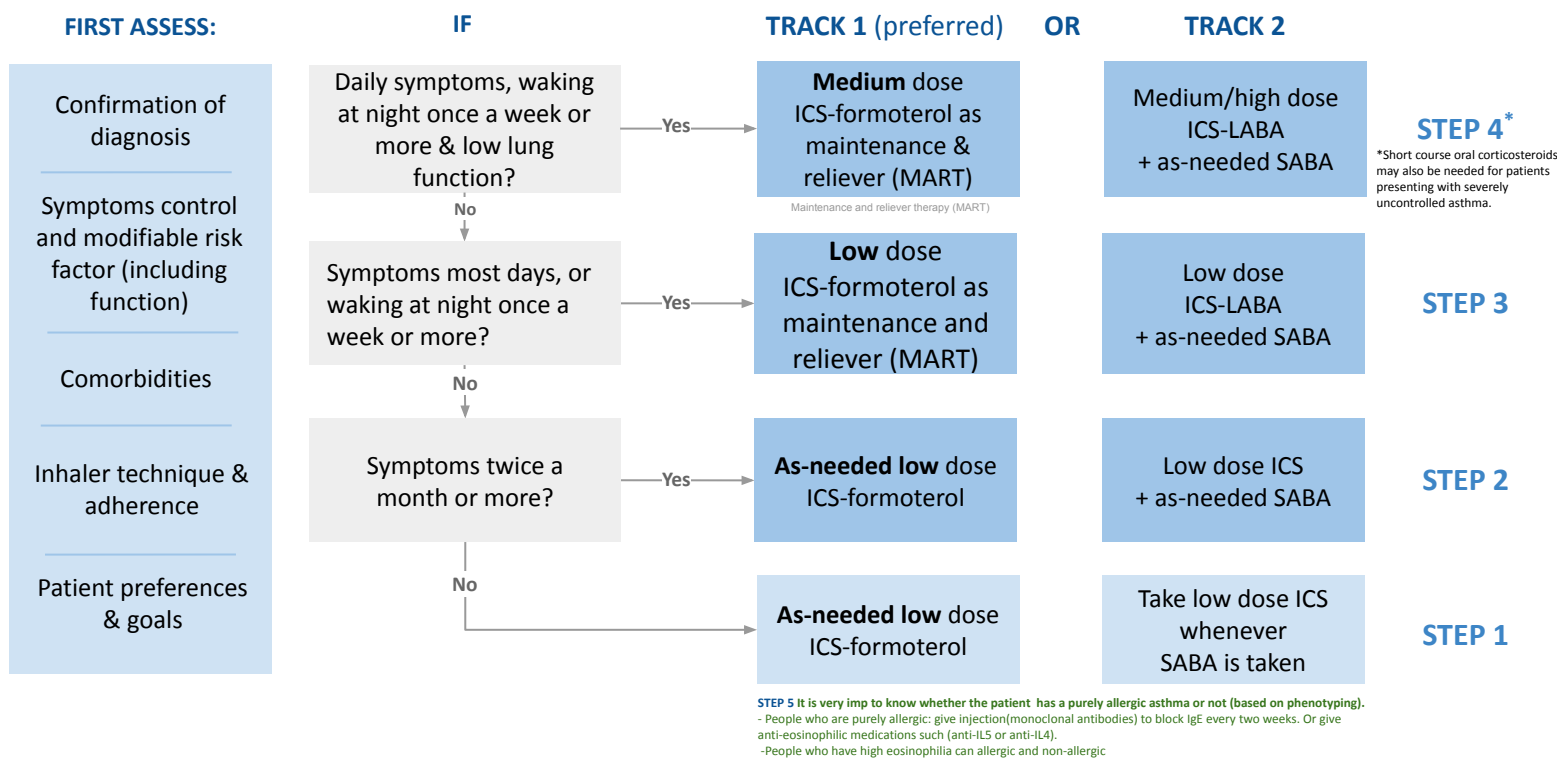 FIRST ASSESS:
IF
TRACK 1 (preferred)
OR
TRACK 2
Confirmation of
diagnosis
Symptoms control
and modifiable risk
factor (including
function)
Comorbidities
Inhaler technique &
adherence
Patient preferences
& goals
Daily symptoms, waking
at night once a week or
more & low lung
function?
Yes
Medium dose
ICS-formoterol as
maintenance &
reliever (MART)
Maintenance and reliever therapy (MART)
Medium/high dose
ICS-LABA
+ as-needed SABA
STEP 4*
*Short course oral corticosteroids
may also be needed for patients
presenting with severely
uncontrolled asthma.
No
Symptoms most days, or
waking at night once a
week or more?
Yes
Low dose
ICS-formoterol as
maintenance and
reliever (MART)
Low dose
ICS-LABA
+ as-needed SABA
STEP 3
No
Symptoms twice a
month or more?
Yes
As-needed low dose
ICS-formoterol
Low dose ICS
+ as-needed SABA
STEP 2
No
As-needed low dose
ICS-formoterol
Take low dose ICS
whenever
SABA is taken
STEP 1
STEP 5 It is very imp to know whether the patient has a purely allergic asthma or not (based on phenotyping).
- People who are purely allergic: give injection(monoclonal antibodies) to block IgE every two weeks. Or give
anti-eosinophilic medications such (anti-IL5 or anti-IL4).
-People who have high eosinophilia can allergic and non-allergic